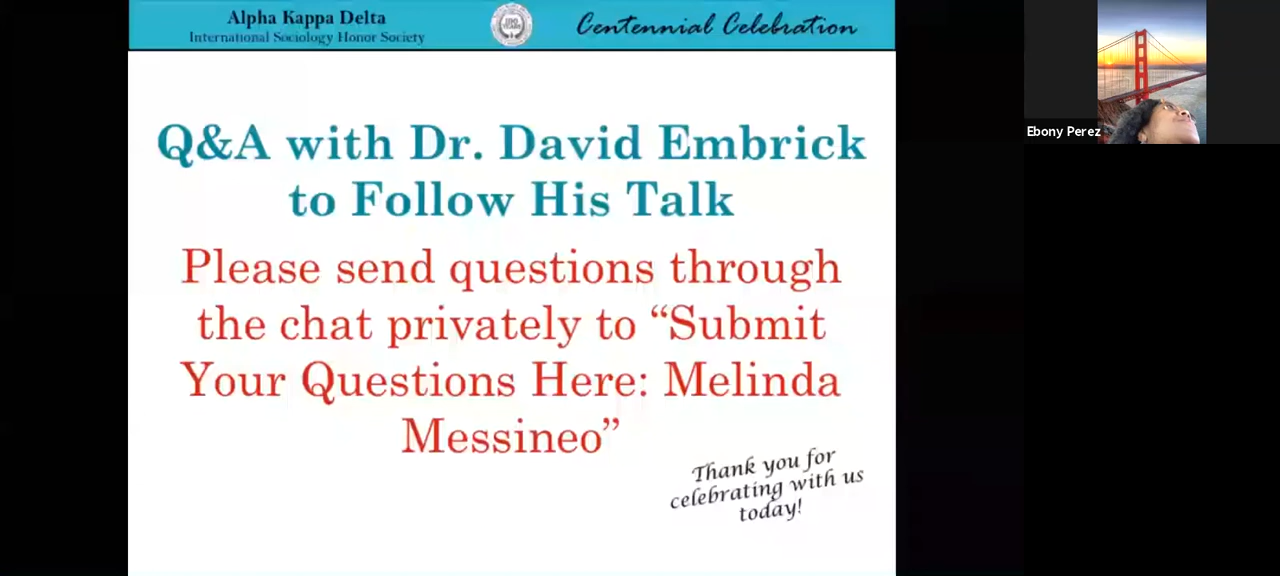 Alpha Kappa Delta
International Sociology Honor Society
Centennial Celebration
Q&A with Dr. David Embrick
to Follow His Talk
Please send questions through
the chat privately to “Submit
Your Questions Here: Melinda
Messineo”
Thank you for
celebrating with us
today!
Ebony Perez